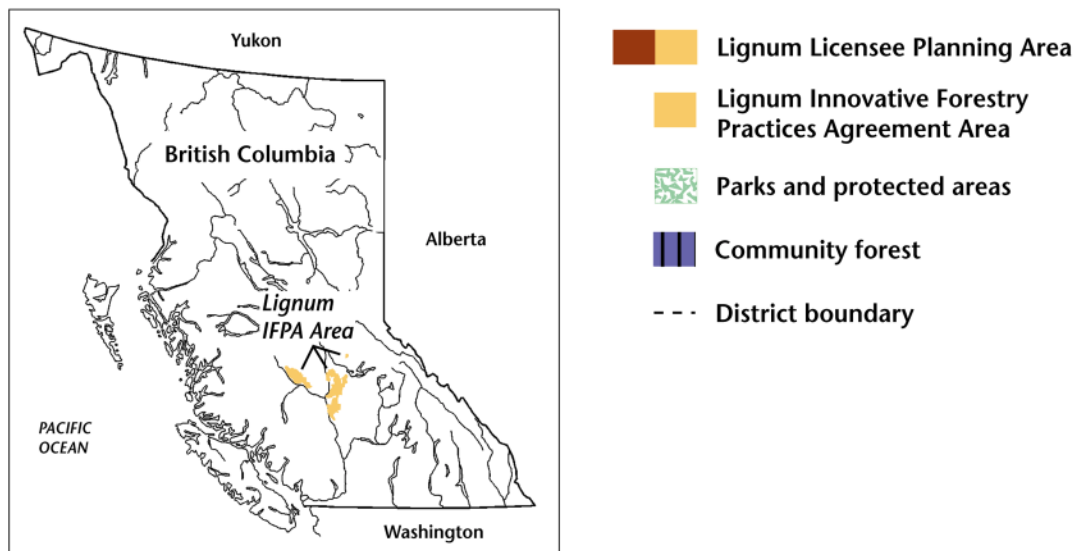 Yukon
British Columbia
Alberta
Lignum
IFPA Area
PACIFIC
OCEAN
Washington
Lignum Licensee Planning Area
Lignum Innovative Forestry
Practices Agreement Area
Parks and protected areas
Community forest
District boundary